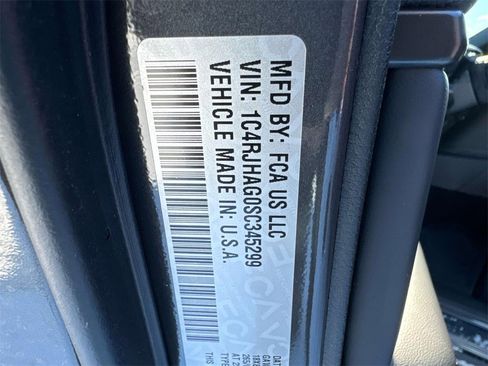 MFD BY: FCA US LLC
VIN: 1C4RJHAG0SC345299
VEHICLE MADE IN U.S.A.